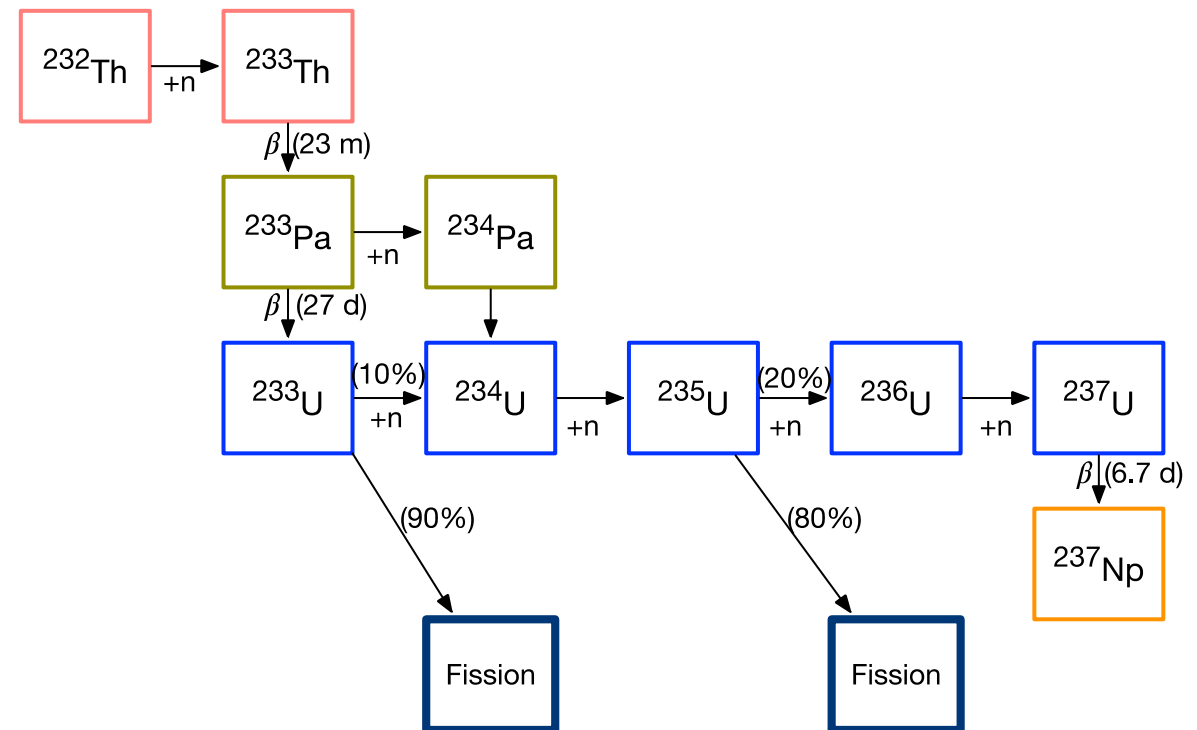 ²³²Th
+n
²³³Th
β (23 m)
²³³Pa
+n
²³⁴Pa
β (27 d)
²³³U
(10%)
+n
²³⁴U
+n
²³⁵U
(20%)
+n
²³⁶U
+n
²³⁷U
β (6.7 d)
(90%)
(80%)
²³⁷Np
Fission
Fission